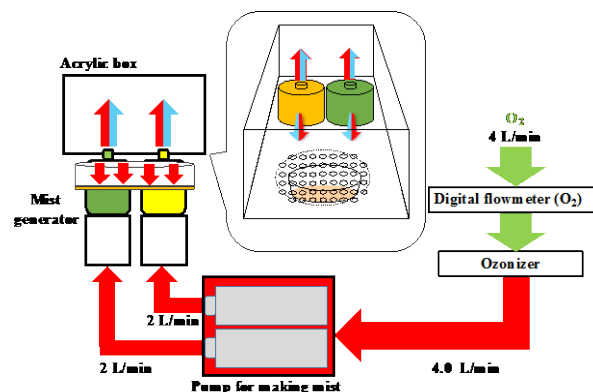 Acrylic box
O₂
4 L/min
Digital flowmeter (O₂)
Mist
generator
Ozonizer
2 L/min
2 L/min
4.0 L/min
Pump for making mist